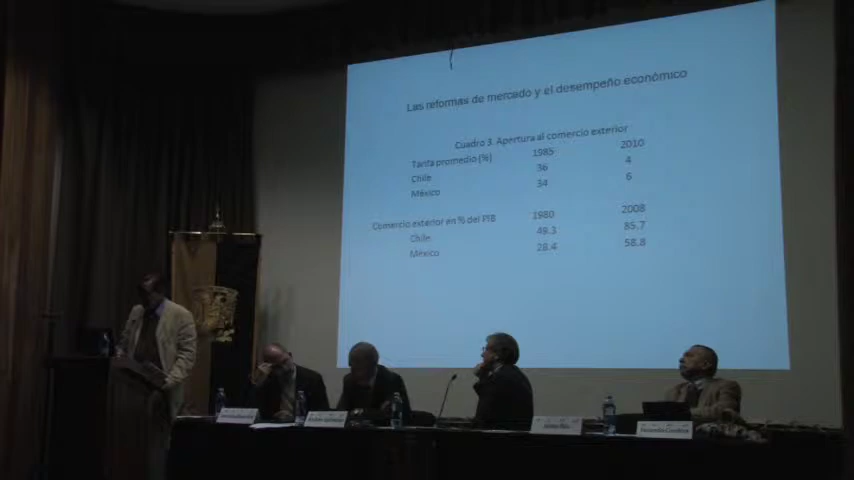 Las reformas de mercado y el desempeño económico
Cuadro 3. Apertura al comercio exterior
Tarifa promedio (%) 1985 2010
Chile 36 4
México 34 6
Comercio exterior en % del PIB 1980 2008
Chile 49.3 85.7
México 28.4 58.8